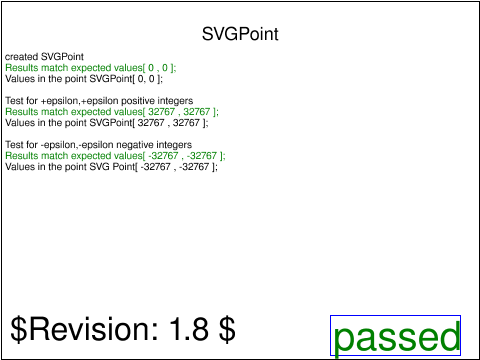 SVGPoint
created SVGPoint
Results match expected values[ 0 , 0 ];
Values in the point SVGPoint[ 0, 0 ];
Test for +epsilon,+epsilon positive integers
Results match expected values[ 32767 , 32767 ];
Values in the point SVGPoint[ 32767 , 32767 ];
Test for -epsilon,-epsilon negative integers
Results match expected values[ -32767 , -32767 ];
Values in the point SVG Point[ -32767 , -32767 ];
$Revision: 1.8 $
passed